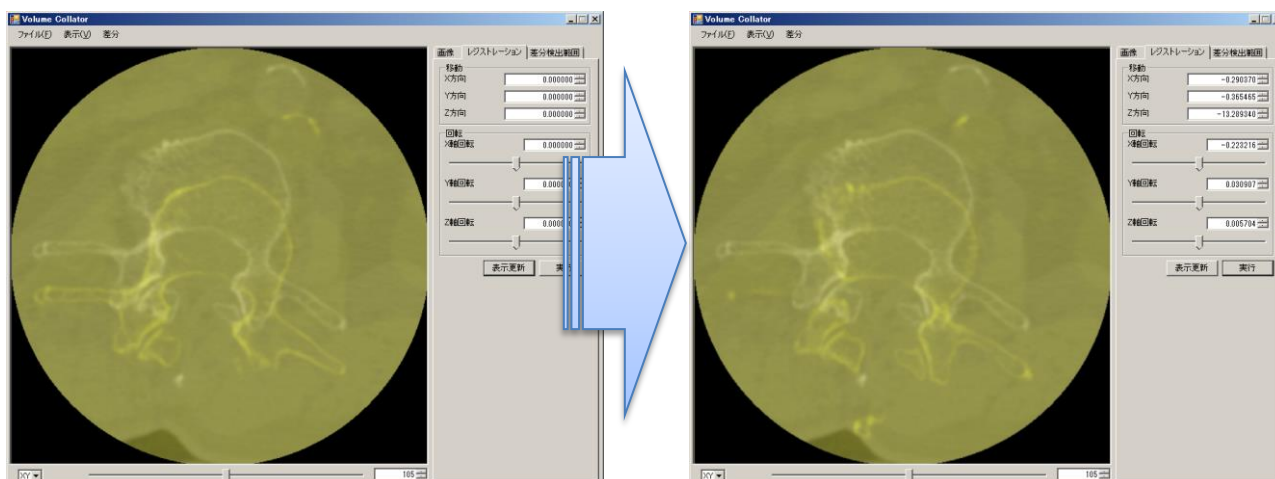 Volume Collator
ファイル(F) 表示(V) 差分
画像 レジストレーション 差分検出範囲
移動
X方向 0.000000
Y方向 0.000000
Z方向 0.000000
回転
X軸回転 0.000000
Y軸回転
Z軸回転
表示更新
XY
105
Volume Collator
ファイル(F) 表示(V) 差分
画像 レジストレーション 差分検出範囲
移動
X方向 -0.290370
Y方向 -0.365465
Z方向 -13.289340
回転
X軸回転 -0.223216
Y軸回転 0.030907
Z軸回転 0.005704
表示更新 実行
XY
105